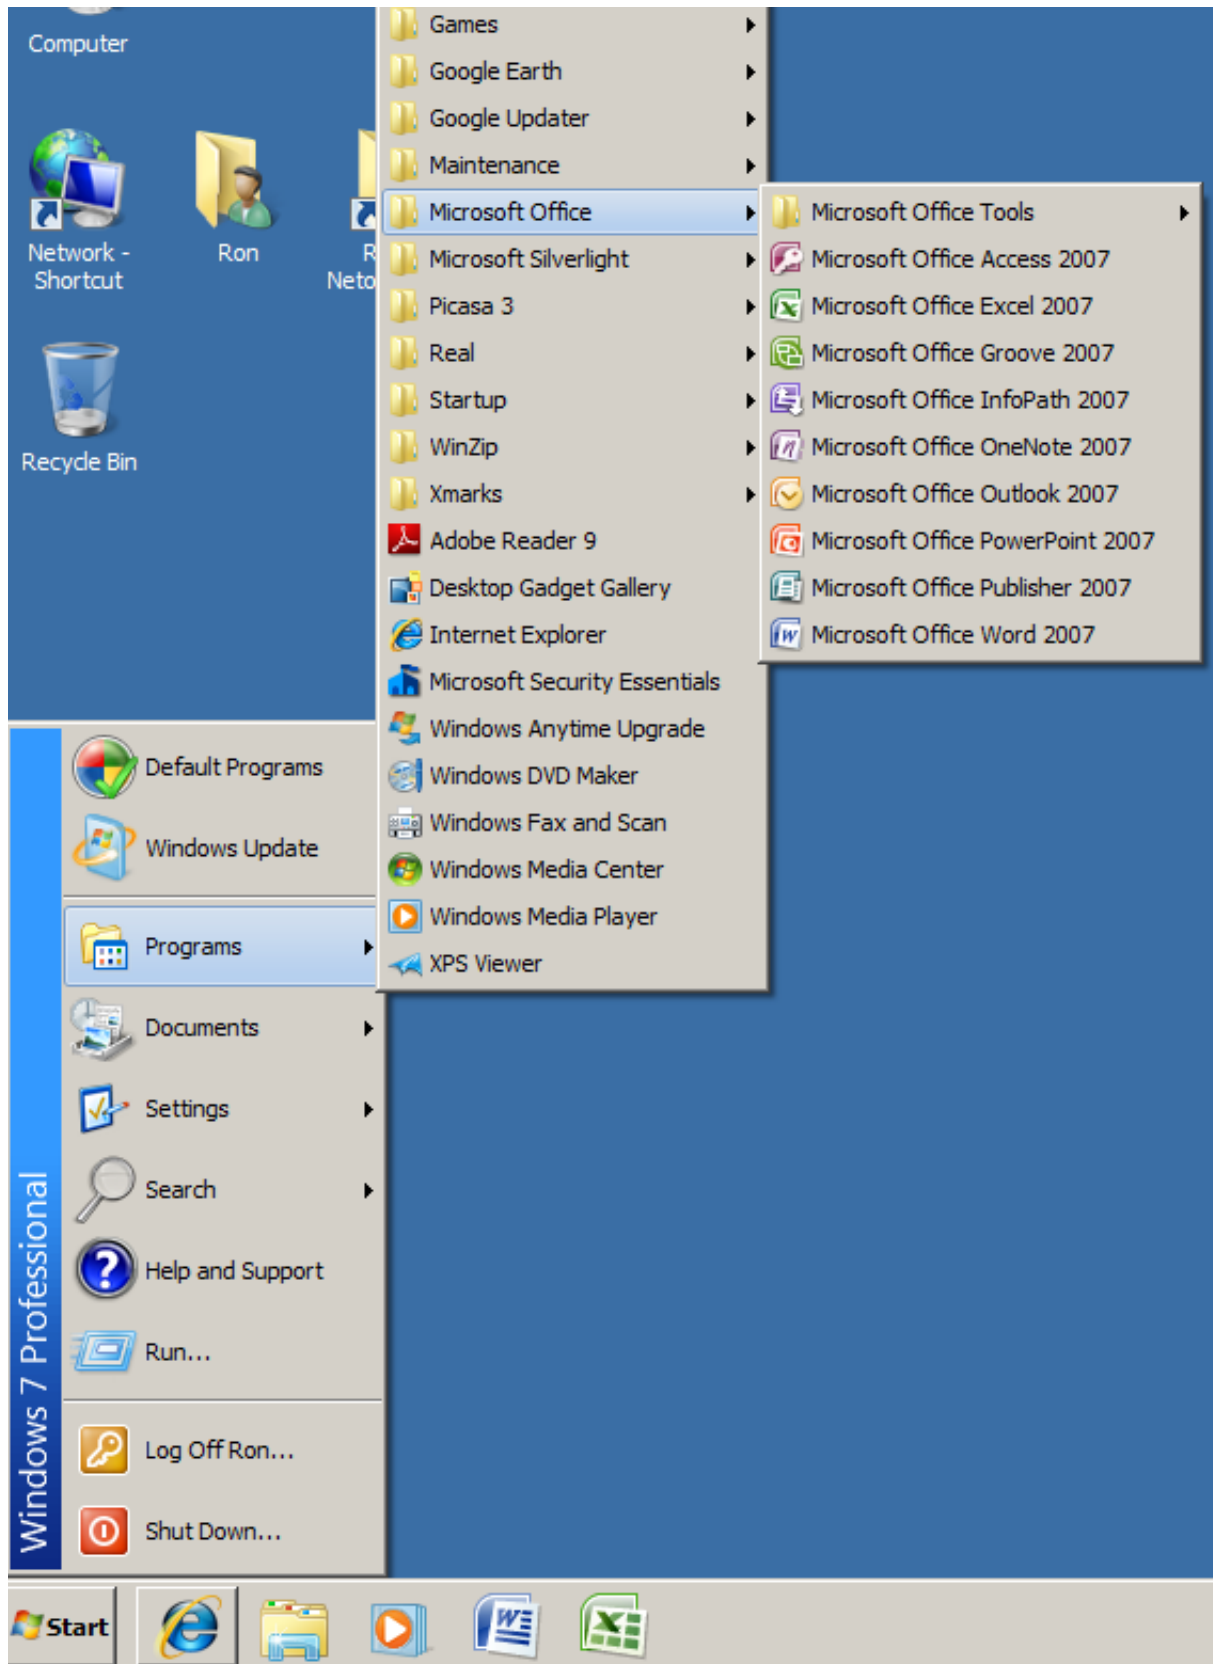 Computer
Network -
Shortcut
Ron
R
Neto
Recycle Bin
Games
Google Earth
Google Updater
Maintenance
Microsoft Office
Microsoft Silverlight
Picasa 3
Real
Startup
WinZip
Xmarks
Adobe Reader 9
Desktop Gadget Gallery
Internet Explorer
Microsoft Security Essentials
Windows Anytime Upgrade
Windows DVD Maker
Windows Fax and Scan
Windows Media Center
Windows Media Player
XPS Viewer
Microsoft Office Tools
Microsoft Office Access 2007
Microsoft Office Excel 2007
Microsoft Office Groove 2007
Microsoft Office InfoPath 2007
Microsoft Office OneNote 2007
Microsoft Office Outlook 2007
Microsoft Office PowerPoint 2007
Microsoft Office Publisher 2007
Microsoft Office Word 2007
Windows 7 Professional
Default Programs
Windows Update
Programs
Documents
Settings
Search
Help and Support
Run...
Log Off Ron...
Shut Down...
Start